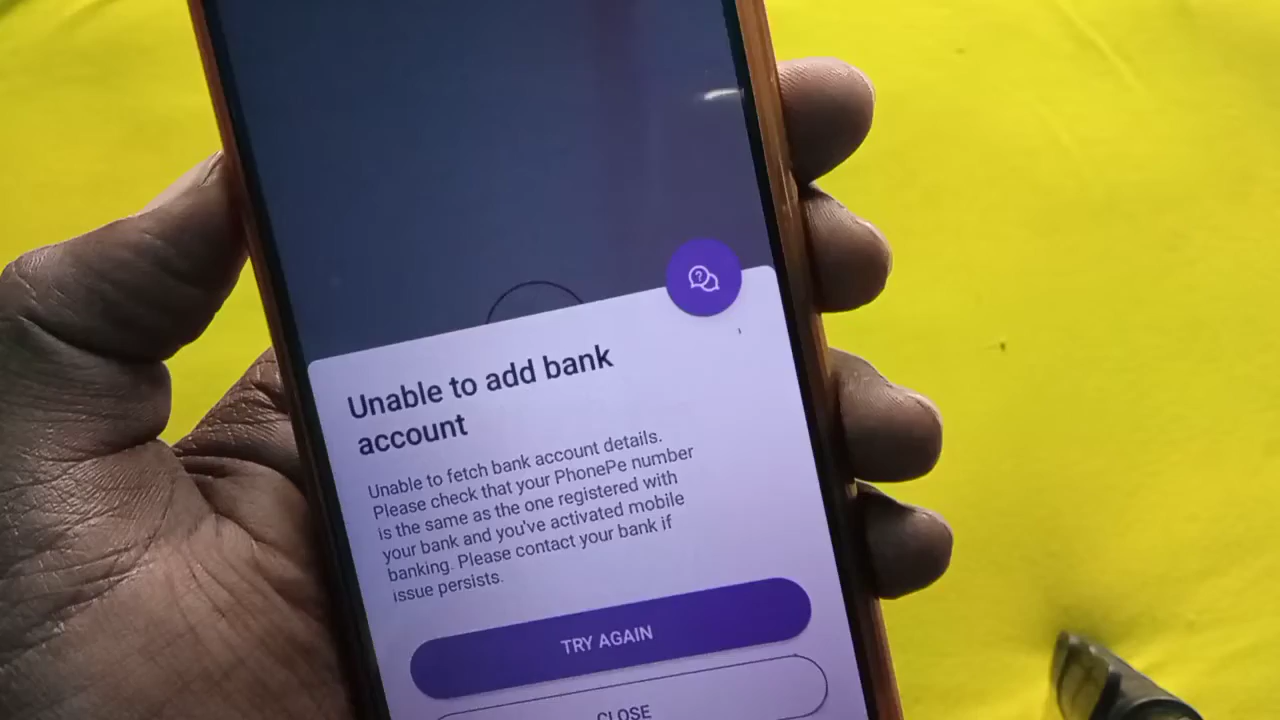 Unable to add bank
account
Unable to fetch bank account details.
Please check that your PhonePe number
is the same as the one registered with
your bank and you've activated mobile
banking. Please contact your bank if
issue persists.
TRY AGAIN
CLOSE